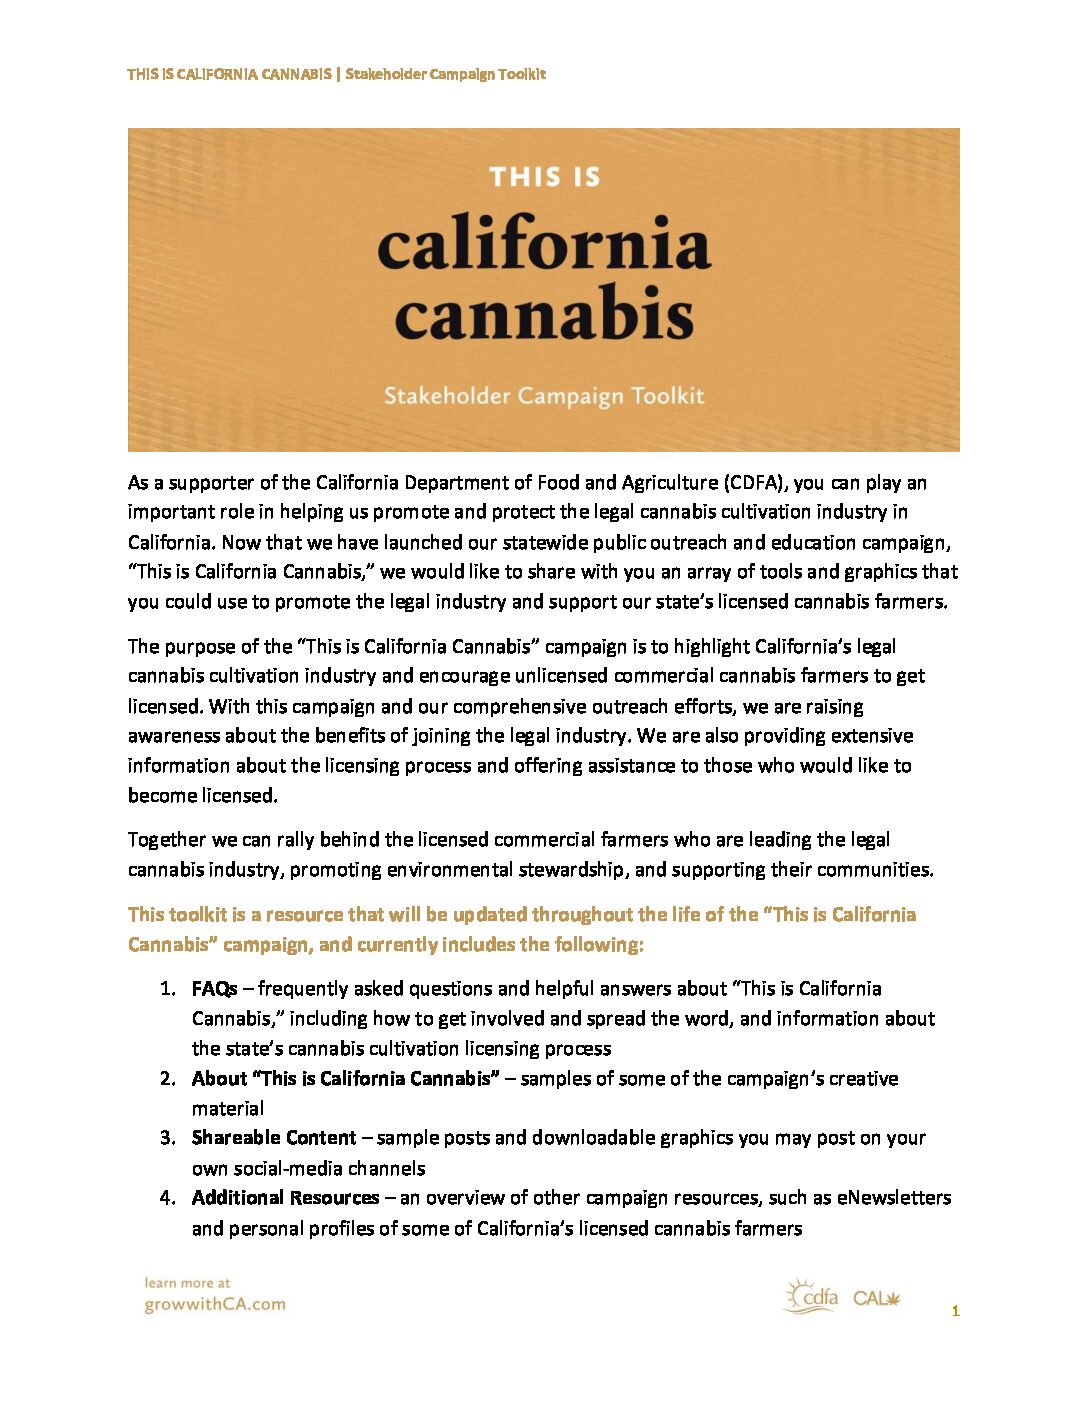 THIS IS CALIFORNIA CANNABIS | Stakeholder Campaign Toolkit
THIS IS
california
cannabis
Stakeholder Campaign Toolkit
As a supporter of the California Department of Food and Agriculture (CDFA), you can play an
important role in helping us promote and protect the legal cannabis cultivation industry in
California. Now that we have launched our statewide public outreach and education campaign,
“This is California Cannabis,” we would like to share with you an array of tools and graphics that
you could use to promote the legal industry and support our state’s licensed cannabis farmers.
The purpose of the “This is California Cannabis” campaign is to highlight California’s legal
cannabis cultivation industry and encourage unlicensed commercial cannabis farmers to get
licensed. With this campaign and our comprehensive outreach efforts, we are raising
awareness about the benefits of joining the legal industry. We are also providing extensive
information about the licensing process and offering assistance to those who would like to
become licensed.
Together we can rally behind the licensed commercial farmers who are leading the legal
cannabis industry, promoting environmental stewardship, and supporting their communities.
This toolkit is a resource that will be updated throughout the life of the “This is California
Cannabis” campaign, and currently includes the following:
1. FAQs – frequently asked questions and helpful answers about “This is California
Cannabis,” including how to get involved and spread the word, and information about
the state’s cannabis cultivation licensing process
2. About “This is California Cannabis” – samples of some of the campaign’s creative
material
3. Shareable Content – sample posts and downloadable graphics you may post on your
own social-media channels
4. Additional Resources – an overview of other campaign resources, such as eNewsletters
and personal profiles of some of California’s licensed cannabis farmers
learn more at
growwithCA.com
cdfa CAL
1